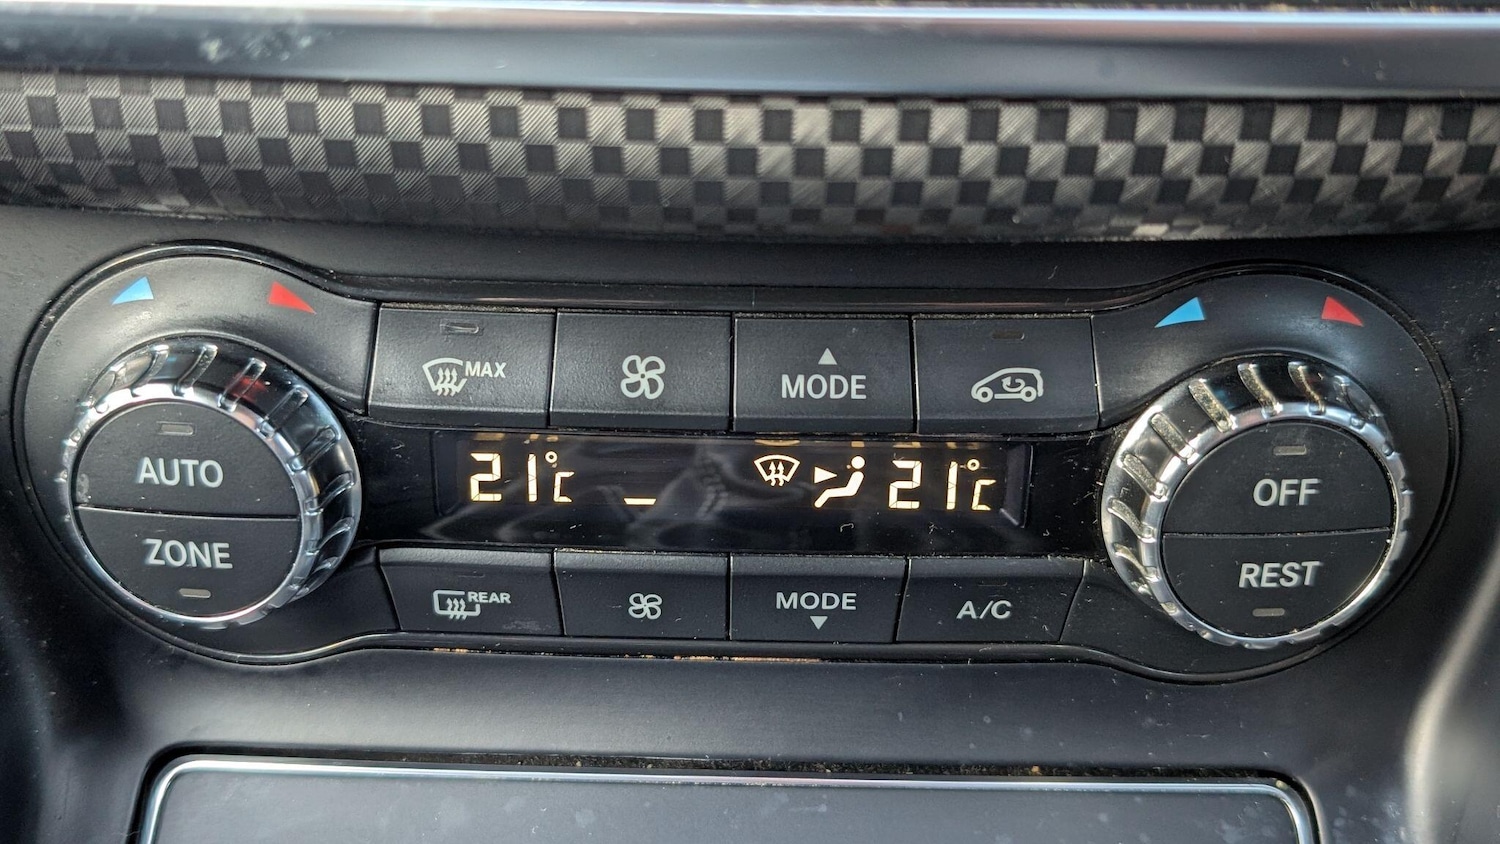 MAX
MODE
AUTO
21°C
21°C
OFF
ZONE
REST
REAR
MODE
A/C